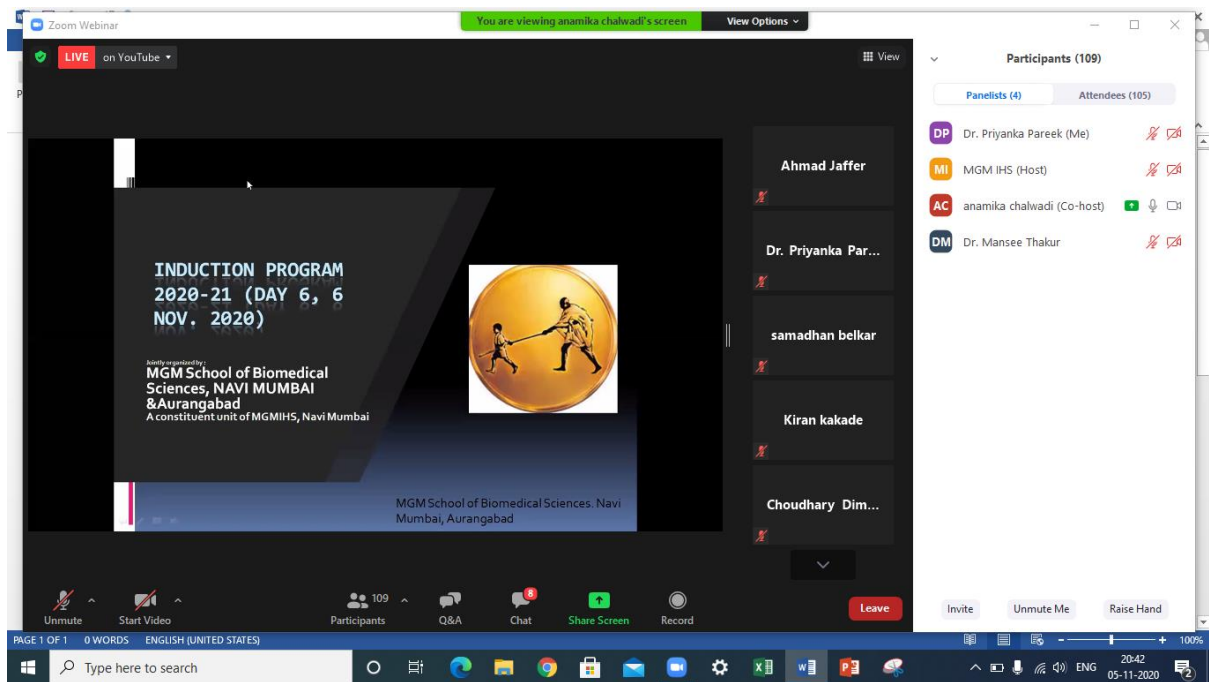 Zoom Webinar
You are viewing anamika chalwadi's screen
View Options
LIVE on YouTube
View
Participants (109)
Panelists (4)
Attendees (105)
DP Dr. Priyanka Pareek (Me)
MI MGM IHS (Host)
AC anamika chalwadi (Co-host)
DM Dr. Mansee Thakur
INDUCTION PROGRAM
2020-21 (DAY 6, 6
NOV. 2020)
Jointly organized by :
MGM School of Biomedical
Sciences, NAVI MUMBAI
&Aurangabad
A constituent unit of MGMIHS, Navi Mumbai
MGM School of Biomedical Sciences. Navi
Mumbai, Aurangabad
Ahmad Jaffer
Dr. Priyanka Par...
samadhan belkar
Kiran kakade
Choudhary Dim...
Unmute
Start Video
109
Participants
Q&A
8
Chat
Share Screen
Record
Leave
Invite
Unmute Me
Raise Hand
PAGE 1 OF 1 0 WORDS ENGLISH (UNITED STATES)
100%
Type here to search
ENG
20:42
05-11-2020
2